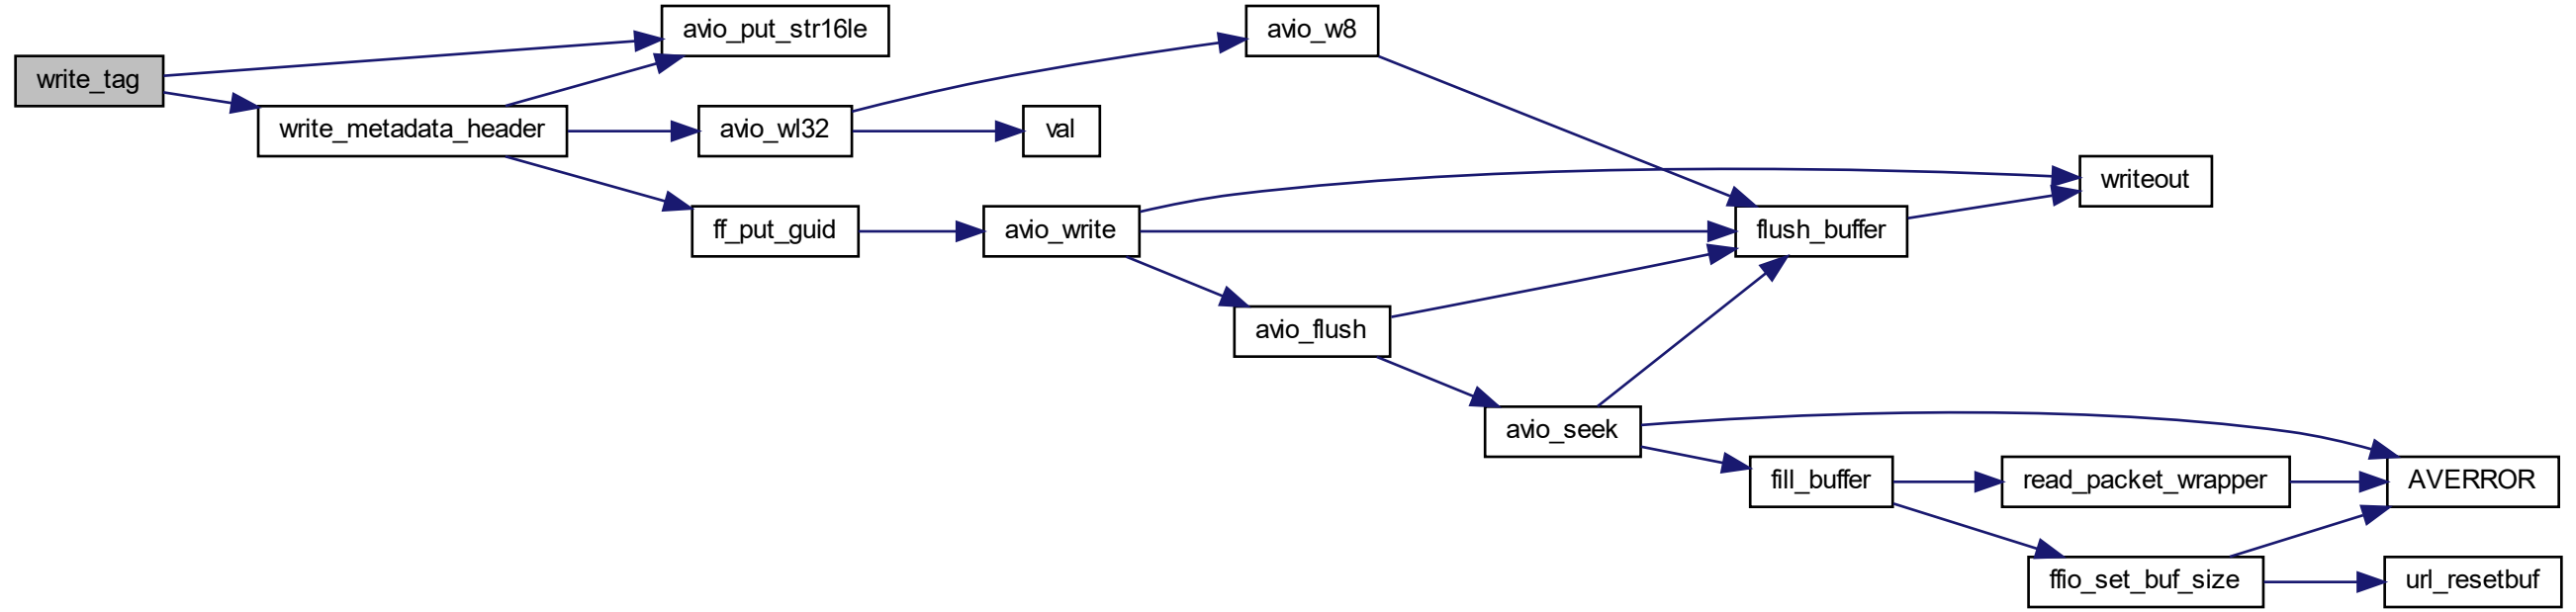 write_tag
avio_put_str16le
write_metadata_header
avio_wl32
ff_put_guid
avio_w8
val
avio_write
avio_flush
avio_seek
flush_buffer
writeout
fill_buffer
read_packet_wrapper
AVERROR
ffio_set_buf_size
url_resetbuf